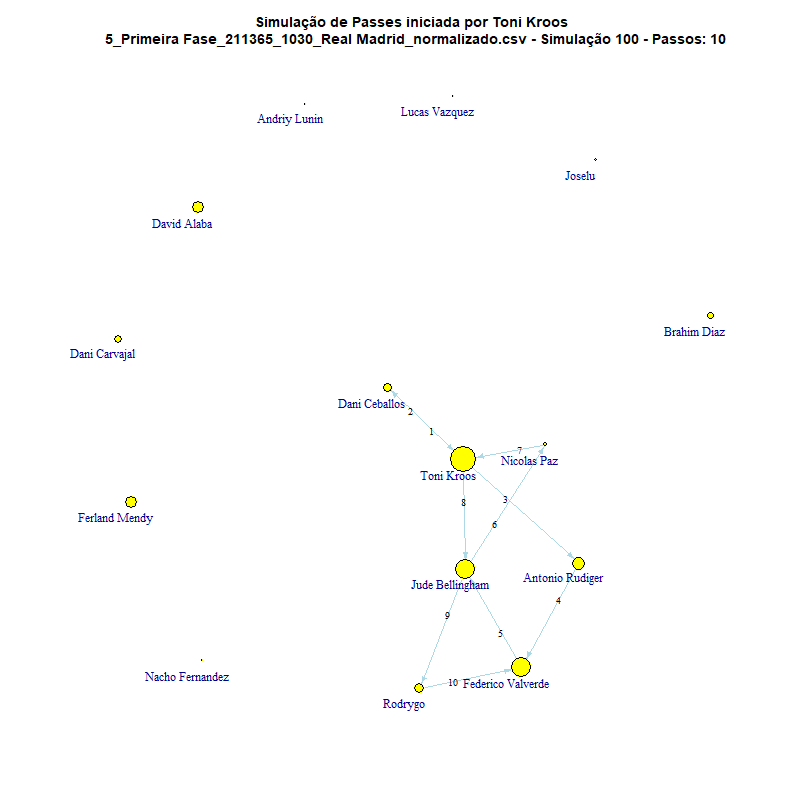 Simulação de Passes iniciada por Toni Kroos
5_Primeira Fase_211365_1030_Real Madrid_normalizado.csv - Simulação 100 - Passos: 10
Lucas Vazquez
Andriy Lunin
Joselu
David Alaba
Brahim Diaz
Dani Carvajal
Dani Ceballos
2
1
7
Nicolas Paz
Toni Kroos
3
8
Ferland Mendy
6
Antonio Rudiger
Jude Bellingham
4
9
5
Nacho Fernandez
10
Federico Valverde
Rodrygo